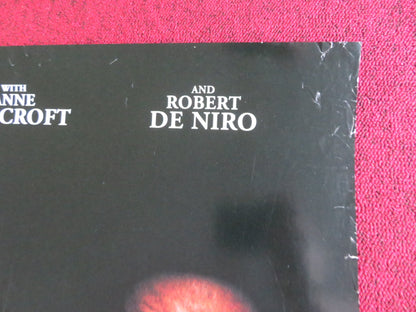 WITH
ANNE
CROFT
AND
ROBERT
DE NIRO